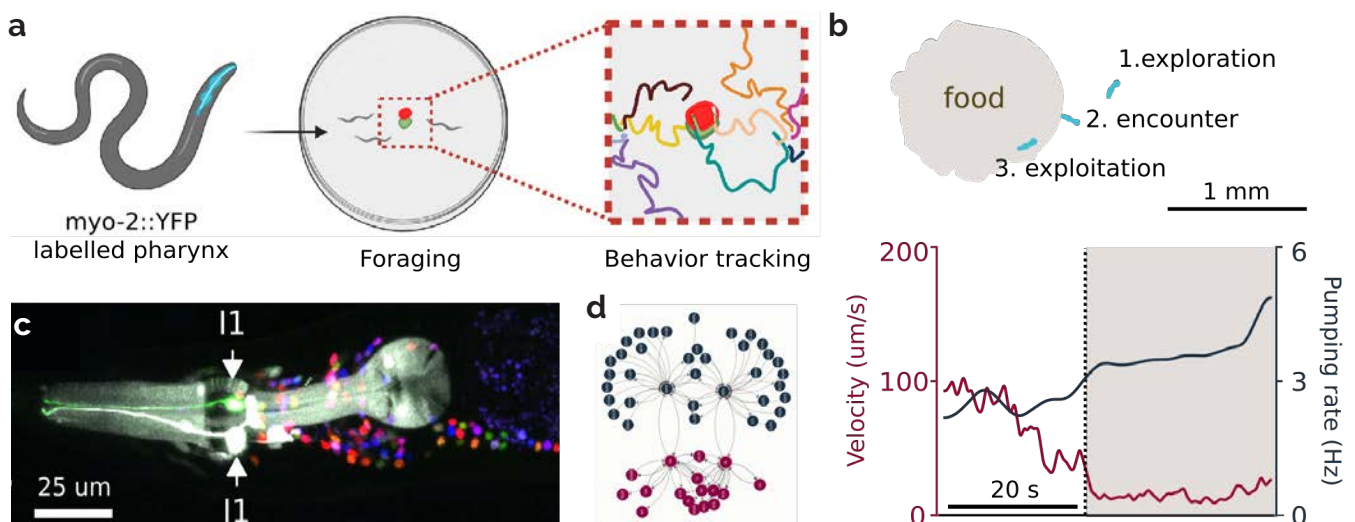 a
myo-2::YFP
labelled pharynx
Foraging
Behavior tracking
b
food
1.exploration
2. encounter
3. exploitation
1 mm
200
100
0
Velocity (um/s)
20 s
6
3
0
Pumping rate (Hz)
c
I1
I1
25 um
d